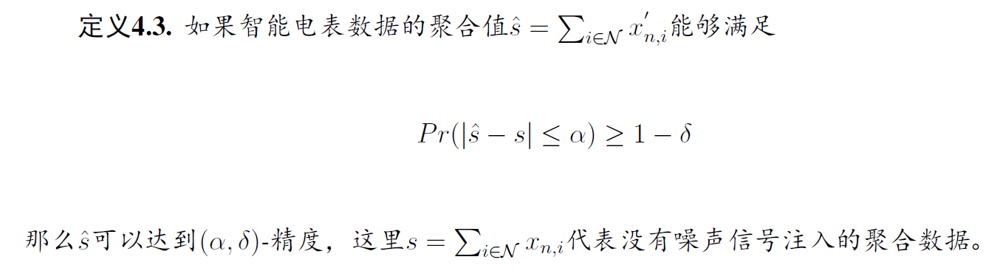 定义4.3. 如果智能电表数据的聚合值$\hat{s} = \sum_{i \in \mathcal{N}} x_{n,i}^{'}$能够满足
$Pr(|\hat{s} - s| \leq \alpha) \geq 1 - \delta$
那么$\hat{s}$可以达到$(\alpha, \delta)$-精度，这里$s = \sum_{i \in \mathcal{N}} x_{n,i}$代表没有噪声信号注入的聚合数据。